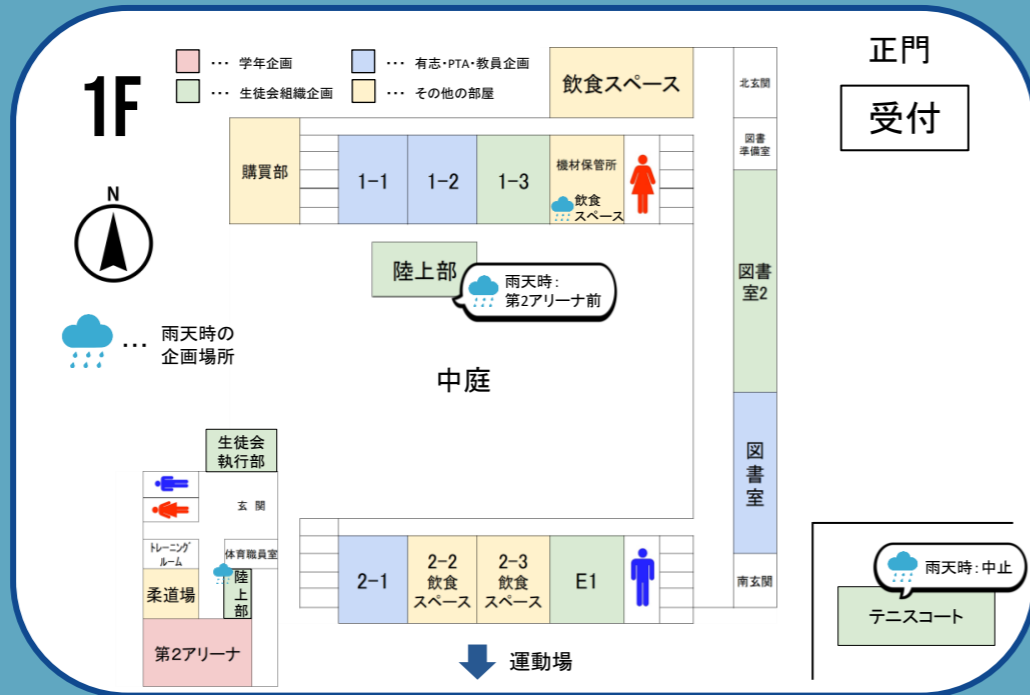 1F
… 学年企画
… 有志・PTA・教員企画
… 生徒会組織企画
… その他の部屋
正門
受付
飲食スペース
北玄関
図書
準備室
購買部
1-1
1-2
1-3
機材保管所
飲食
スペース
N
陸上部
雨天時：
第2アリーナ前
図書
室2
… 雨天時の
企画場所
中庭
生徒会
執行部
玄関
図
書
室
トレーニング
ルーム
体育職員室
柔道場
陸
上
部
第2アリーナ
2-1
2-2
飲食
スペース
2-3
飲食
スペース
E1
南玄関
雨天時：中止
テニスコート
運動場